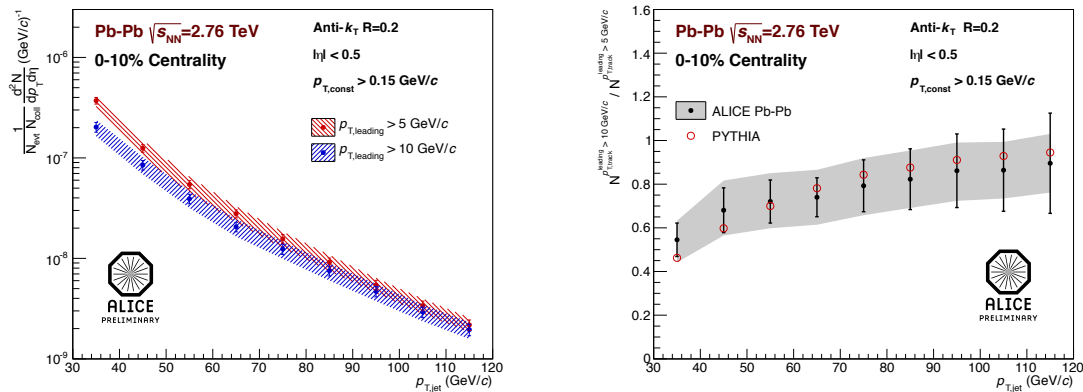 Pb-Pb √sNN=2.76 TeV
0-10% Centrality
Anti-kT R=0.2
|η| < 0.5
pT,const > 0.15 GeV/c
pT,leading > 5 GeV/c
pT,leading > 10 GeV/c
1/(Nevt Ncoll) d²N/(dpT dη) (GeV/c)⁻¹
10⁻⁶
10⁻⁷
10⁻⁸
10⁻⁹
ALICE
PRELIMINARY
30 40 50 60 70 80 90 100 110 120
pT,jet (GeV/c)
Pb-Pb √sNN=2.76 TeV
0-10% Centrality
Anti-kT R=0.2
|η| < 0.5
pT,const > 0.15 GeV/c
ALICE Pb-Pb
PYTHIA
N pT,track leading > 10 GeV/c / N pT,track leading > 5 GeV/c
1.6
1.4
1.2
1
0.8
0.6
0.4
0.2
0
ALICE
PRELIMINARY
30 40 50 60 70 80 90 100 110 120
pT,jet (GeV/c)